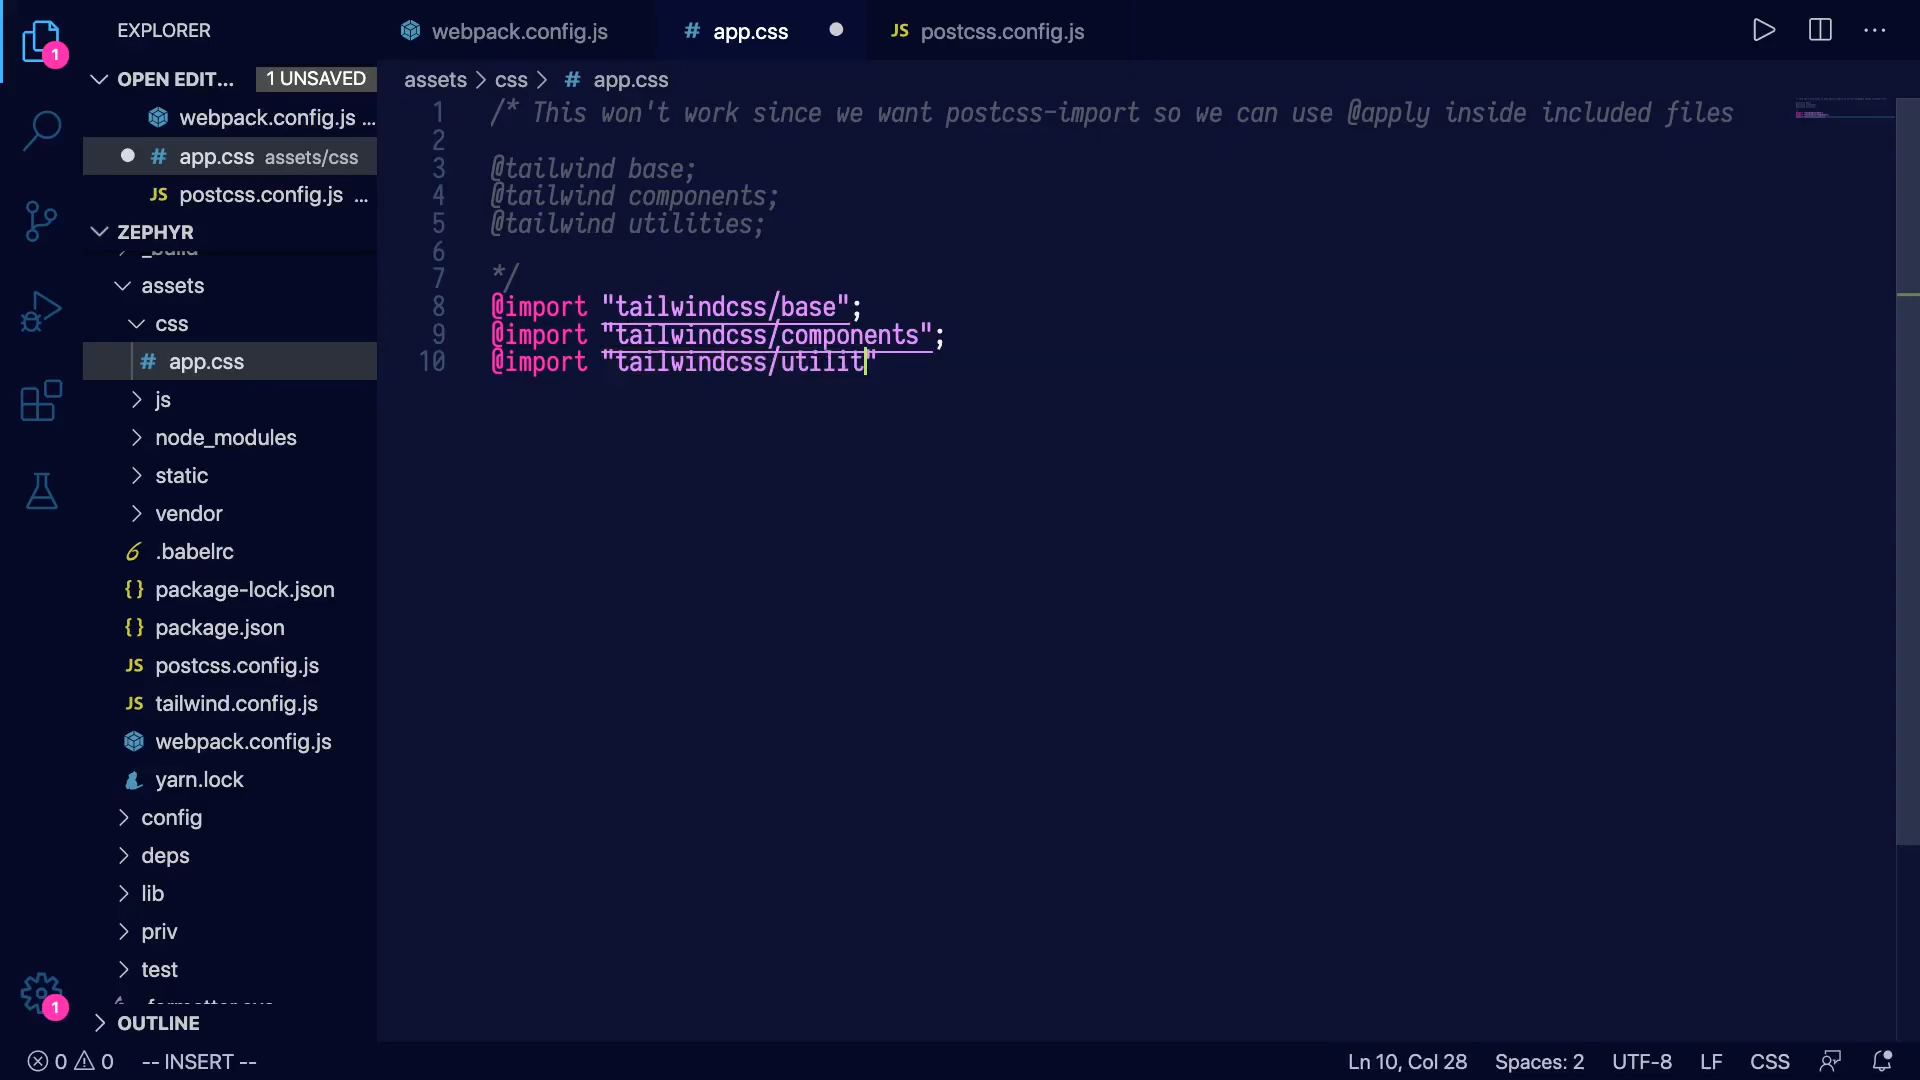 EXPLORER
webpack.config.js
# app.css
JS postcss.config.js
1
OPEN EDIT... 1 UNSAVED
webpack.config.js ...
# app.css assets/css
JS postcss.config.js ...
ZEPHYR
_build
assets
css
# app.css
js
node_modules
static
vendor
.babelrc
{} package-lock.json
{} package.json
JS postcss.config.js
JS tailwind.config.js
webpack.config.js
yarn.lock
config
deps
lib
priv
test
OUTLINE
1
assets > css > # app.css
1 /* This won't work since we want postcss-import so we can use @apply inside included files
2
3 @tailwind base;
4 @tailwind components;
5 @tailwind utilities;
6
7 */
8 @import "tailwindcss/base";
9 @import "tailwindcss/components";
10 @import "tailwindcss/utilit"
0 0 -- INSERT --
Ln 10, Col 28 Spaces: 2 UTF-8 LF CSS